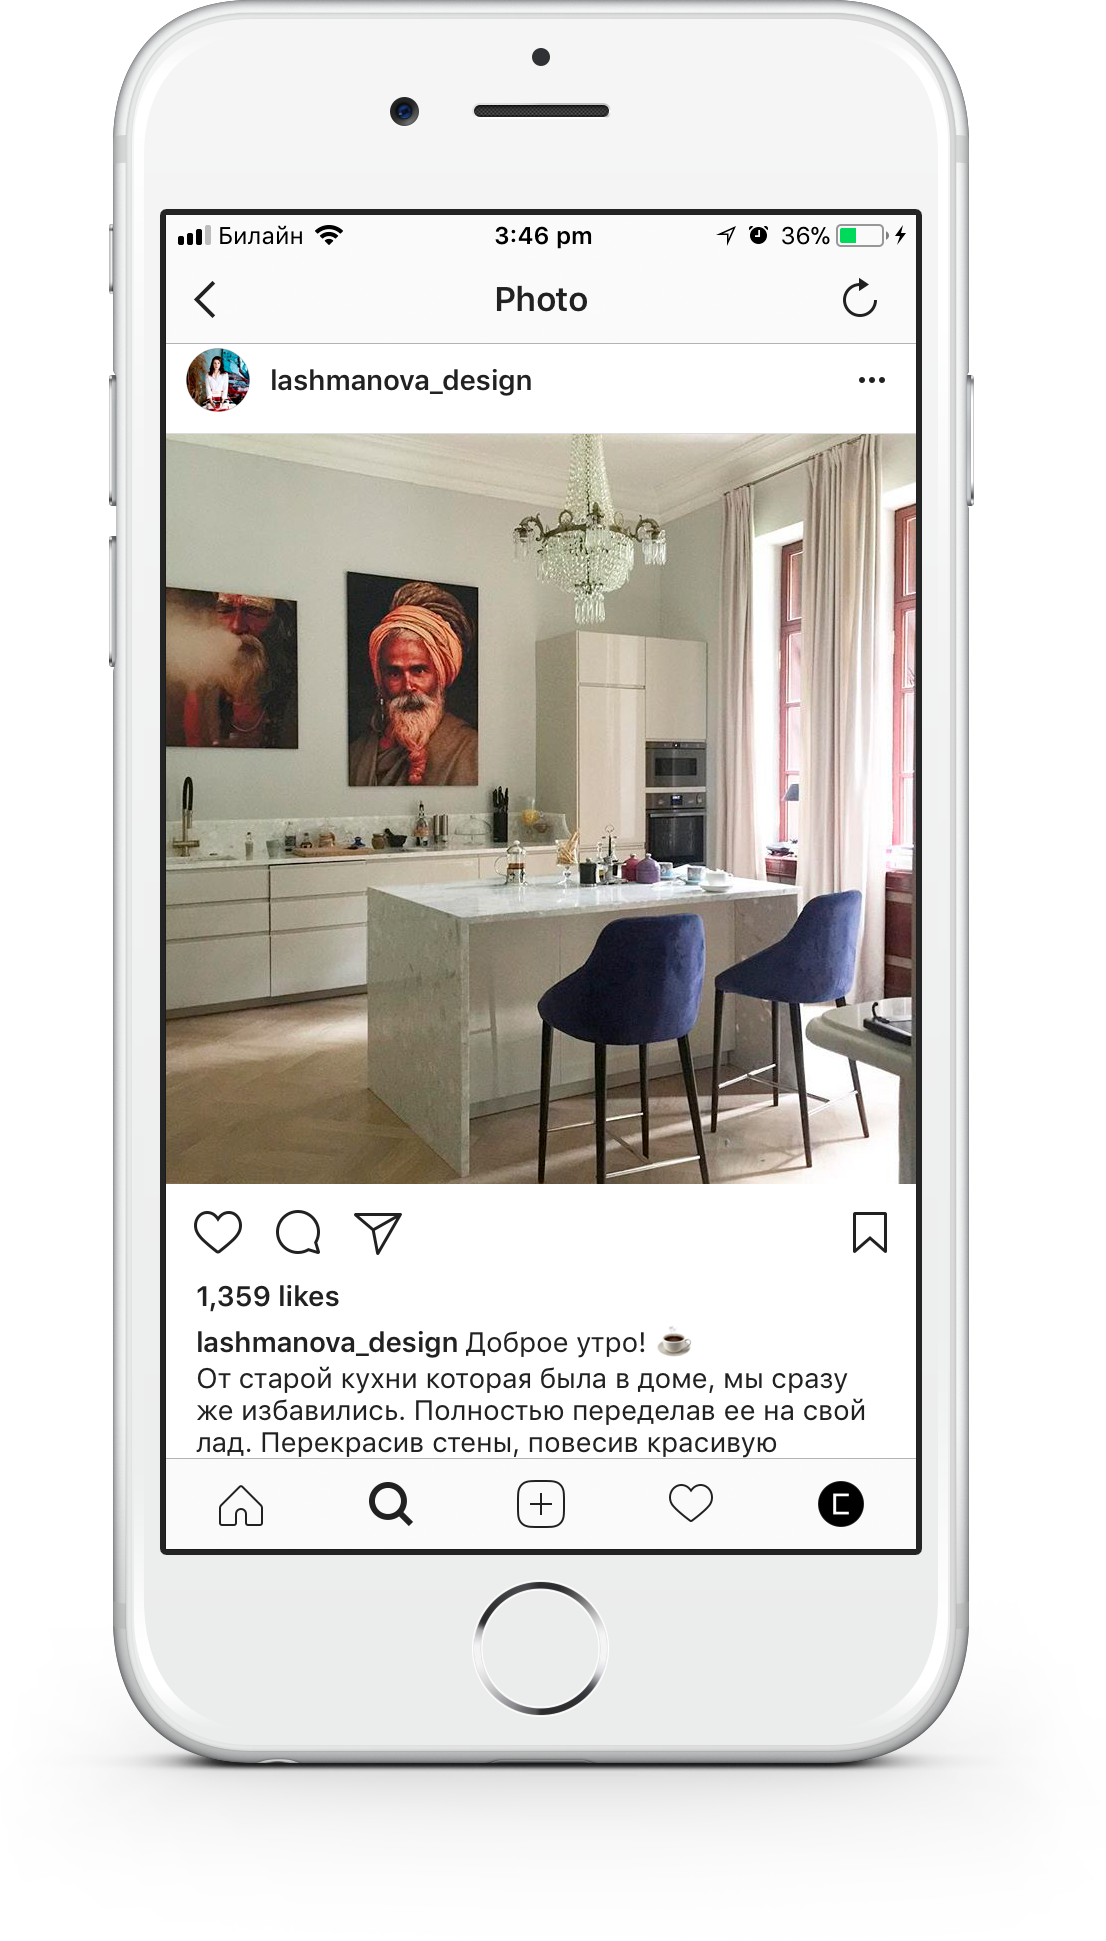 Билайн 3:46 pm 36%
Photo
lashmanova_design
1,359 likes
lashmanova_design Доброе утро! ☕
От старой кухни которая была в доме, мы сразу
же избавились. Полностью переделав ее на свой
лад. Перекрасив стены, повесив красивую